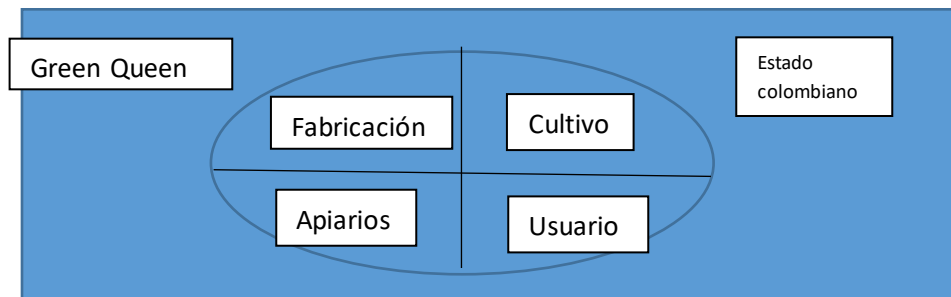 Green Queen
Estado
colombiano
Fabricación
Cultivo
Apiarios
Usuario